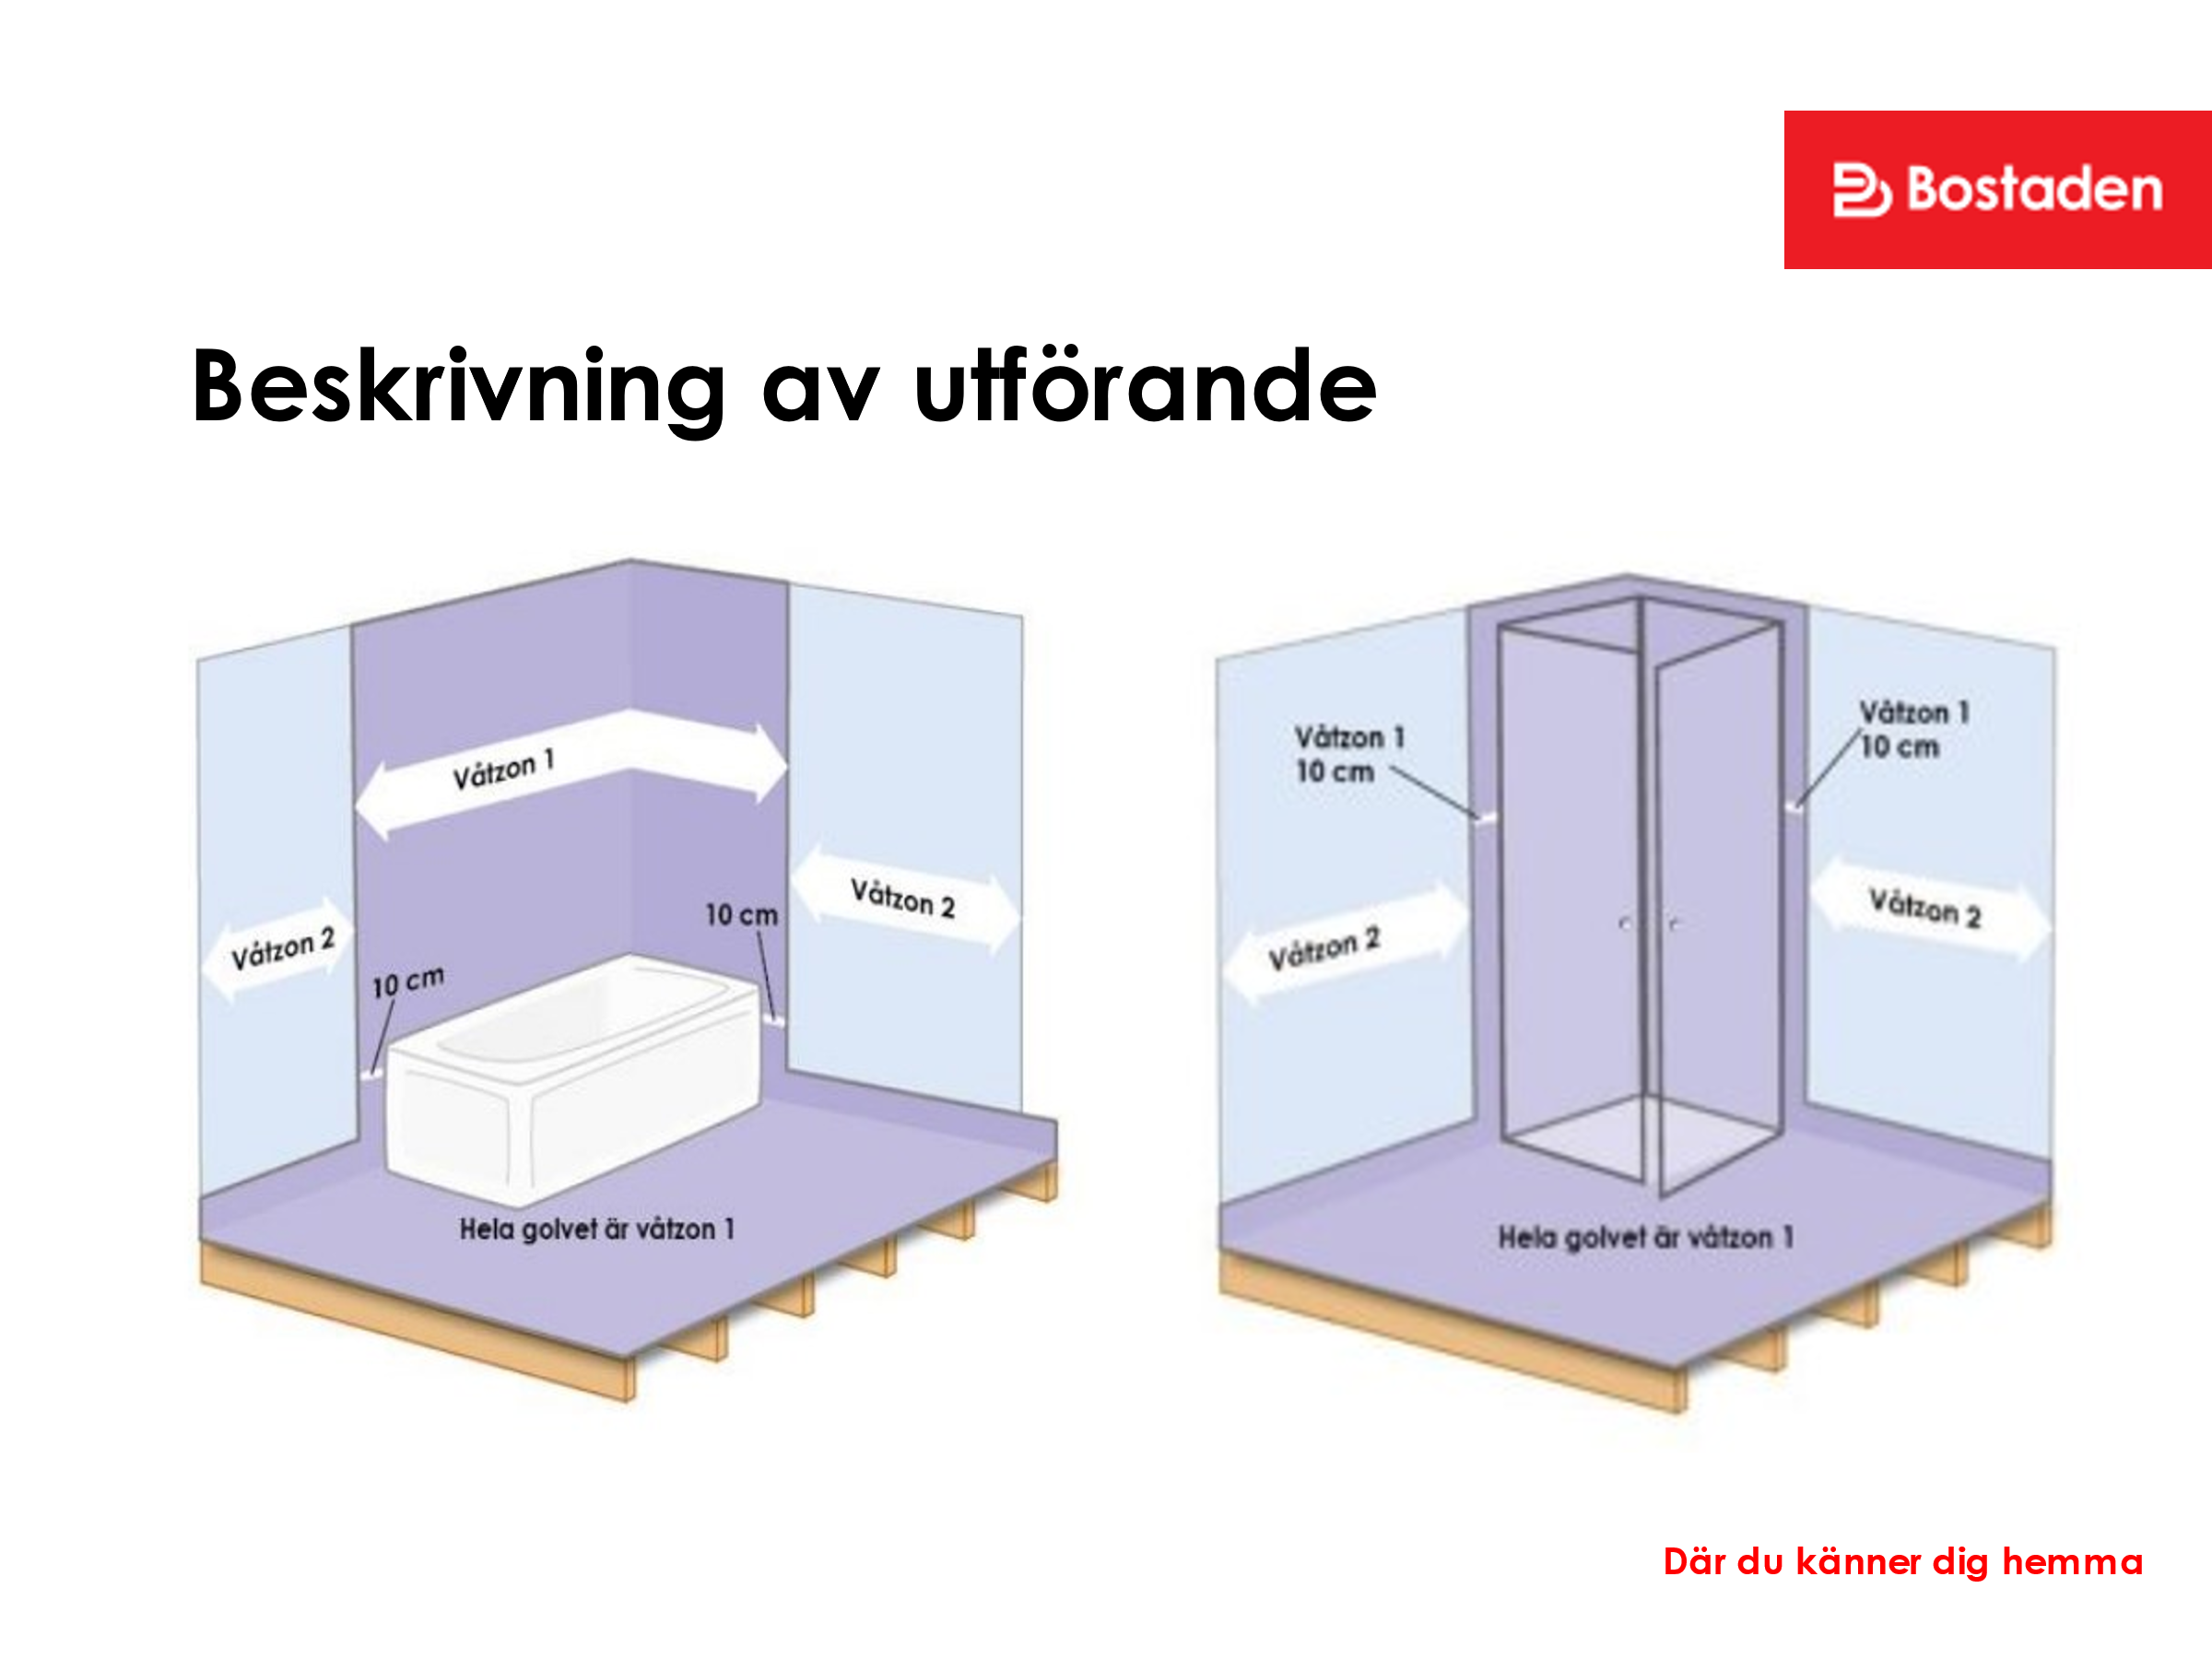 Bostaden
Beskrivning av utförande
Våtzon 1
Våtzon 2
10 cm
10 cm
Våtzon 2
Hela golvet är våtzon 1
Våtzon 1
10 cm
Våtzon 1
10 cm
Våtzon 2
Våtzon 2
Hela golvet är våtzon 1
Där du känner dig hemma